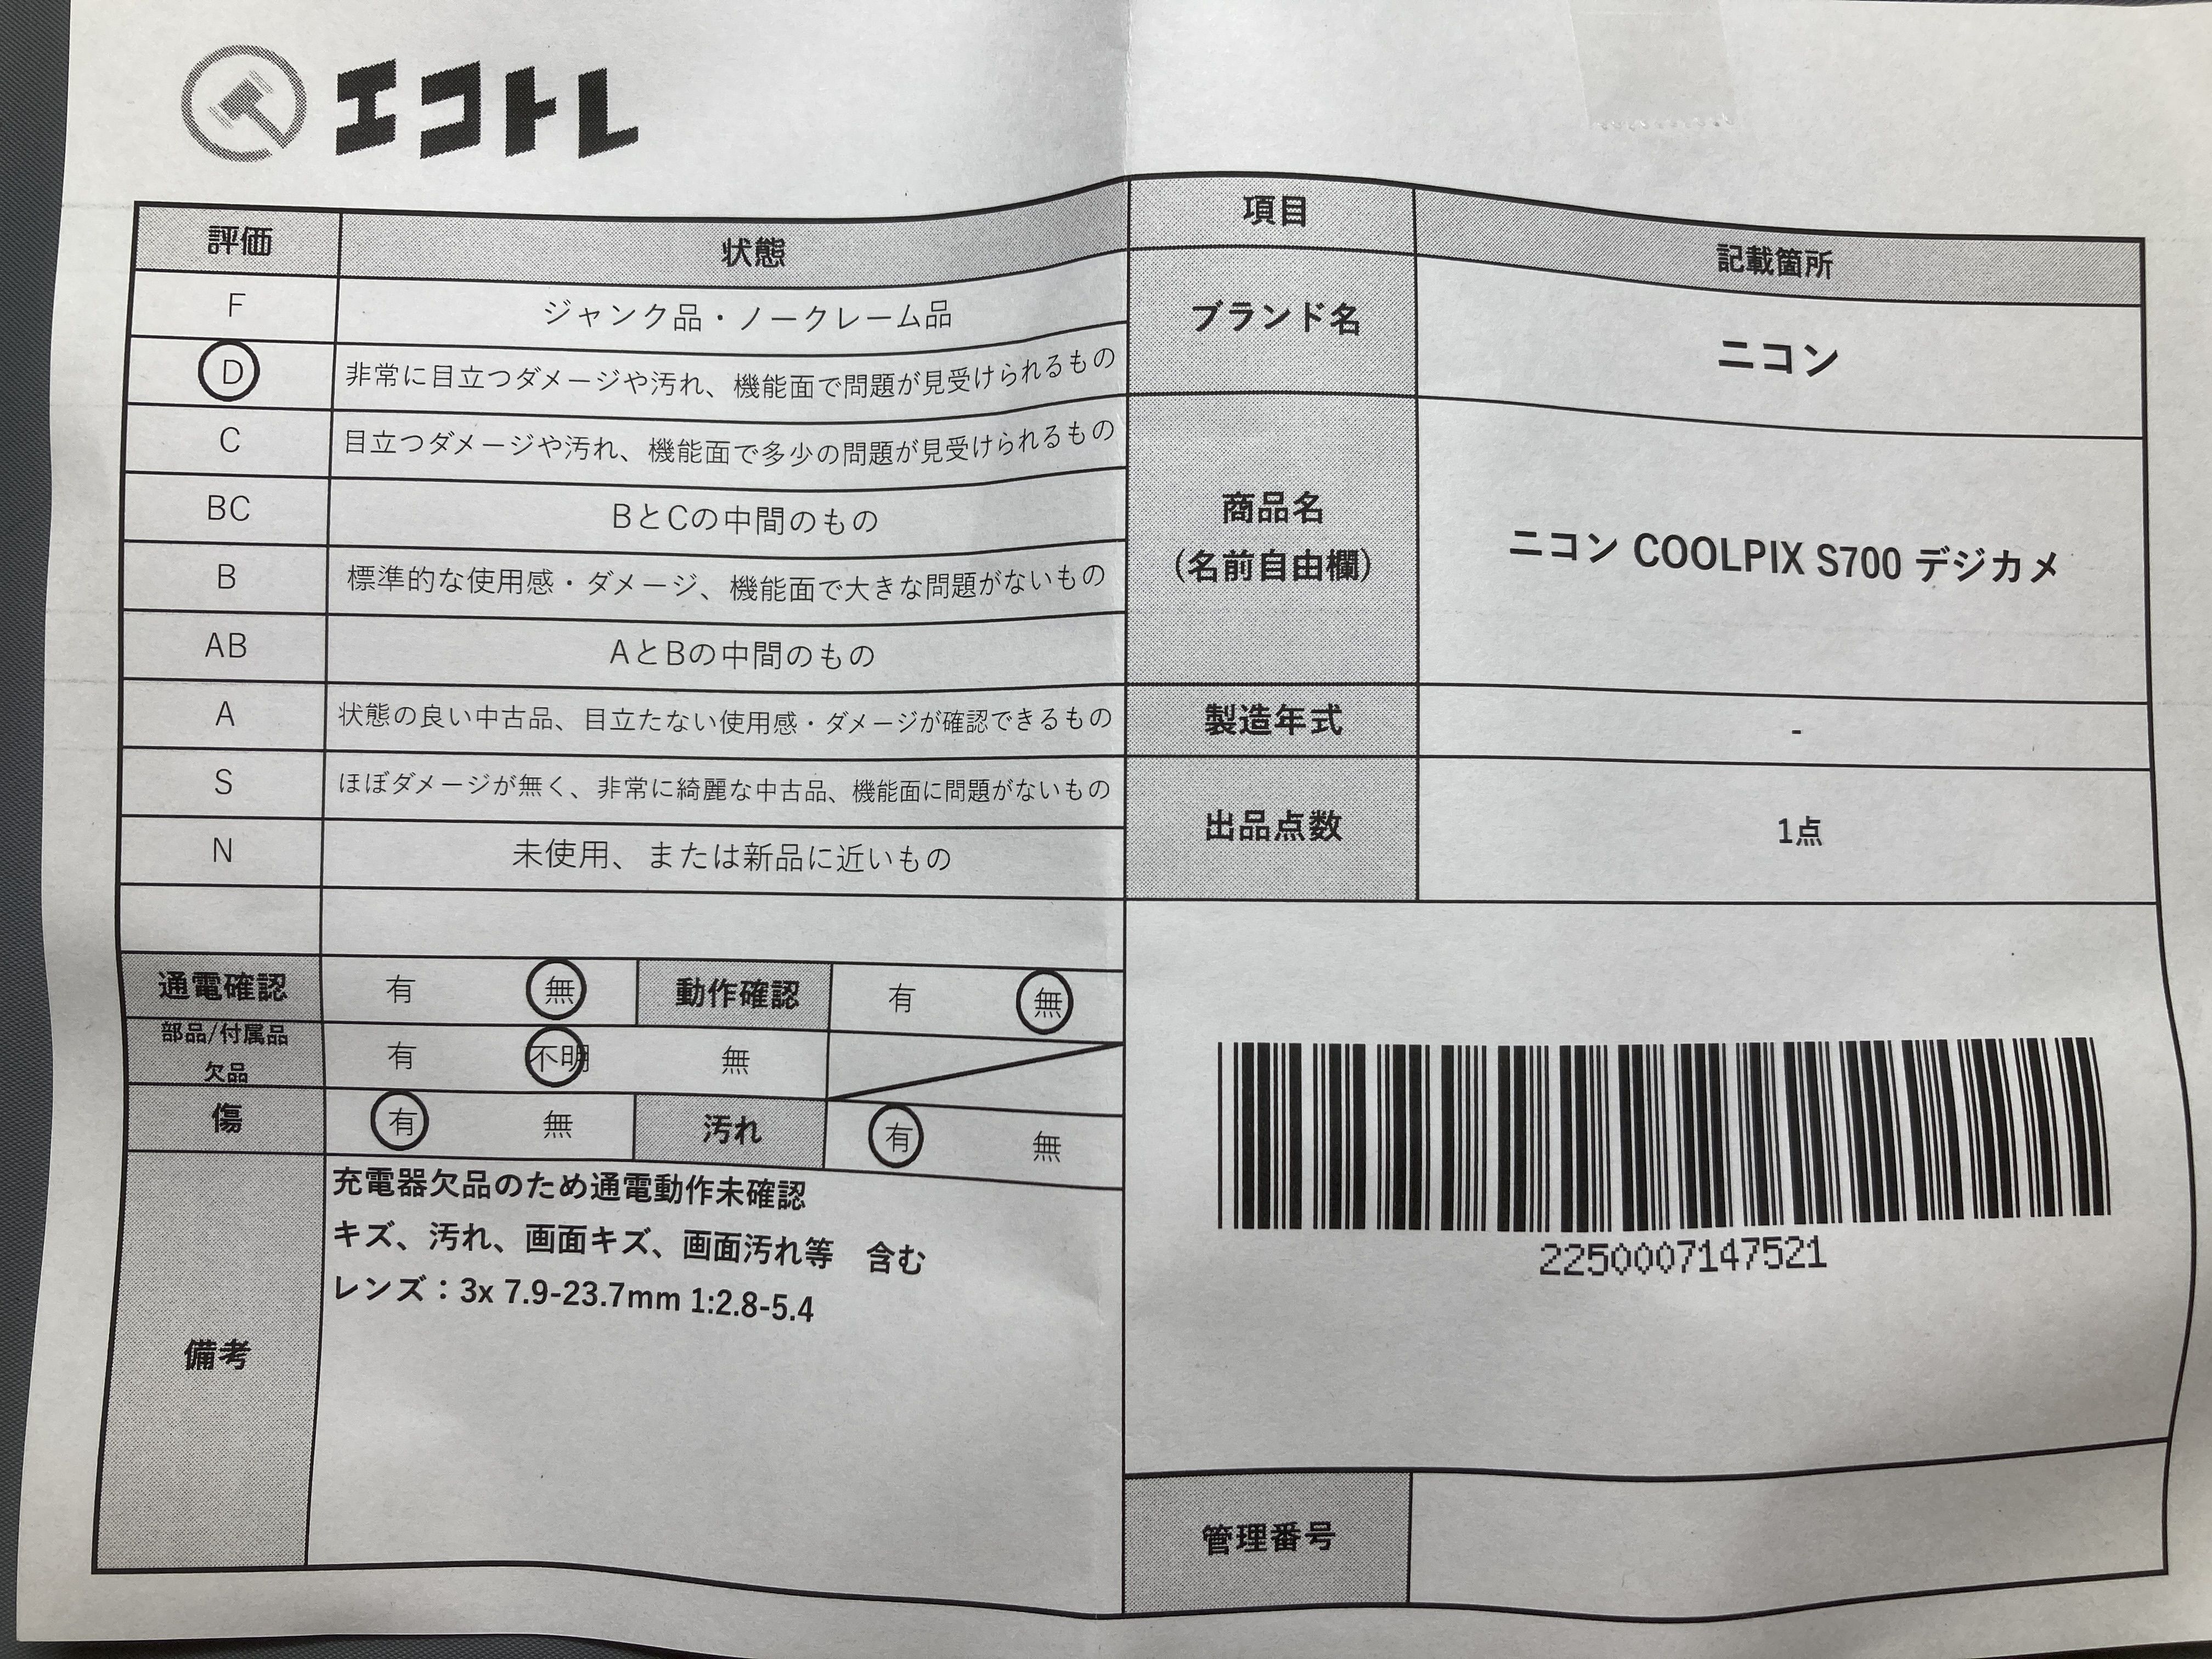 エコトレ
評価 状態
F ジャンク品・ノークレーム品
D 非常に目立つダメージや汚れ、機能面で問題が見受けられるもの
C 目立つダメージや汚れ、機能面で多少の問題が見受けられるもの
BC BとCの中間のもの
B 標準的な使用感・ダメージ、機能面で大きな問題がないもの
AB AとBの中間のもの
A 状態の良い中古品、目立たない使用感・ダメージが確認できるもの
S ほぼダメージが無く、非常に綺麗な中古品、機能面に問題がないもの
N 未使用、または新品に近いもの
通電確認 有 無 動作確認 有 無
部品/付属品
欠品 有 不明 無
傷 有 無 汚れ 有 無
備考
充電器欠品のため通電動作未確認
キズ、汚れ、画面キズ、画面汚れ等　含む
レンズ：3x 7.9-23.7mm 1:2.8-5.4
項目 記載箇所
ブランド名 ニコン
商品名
(名前自由欄)
ニコン COOLPIX S700 デジカメ
製造年式 -
出品点数 1点
2250007147521
管理番号